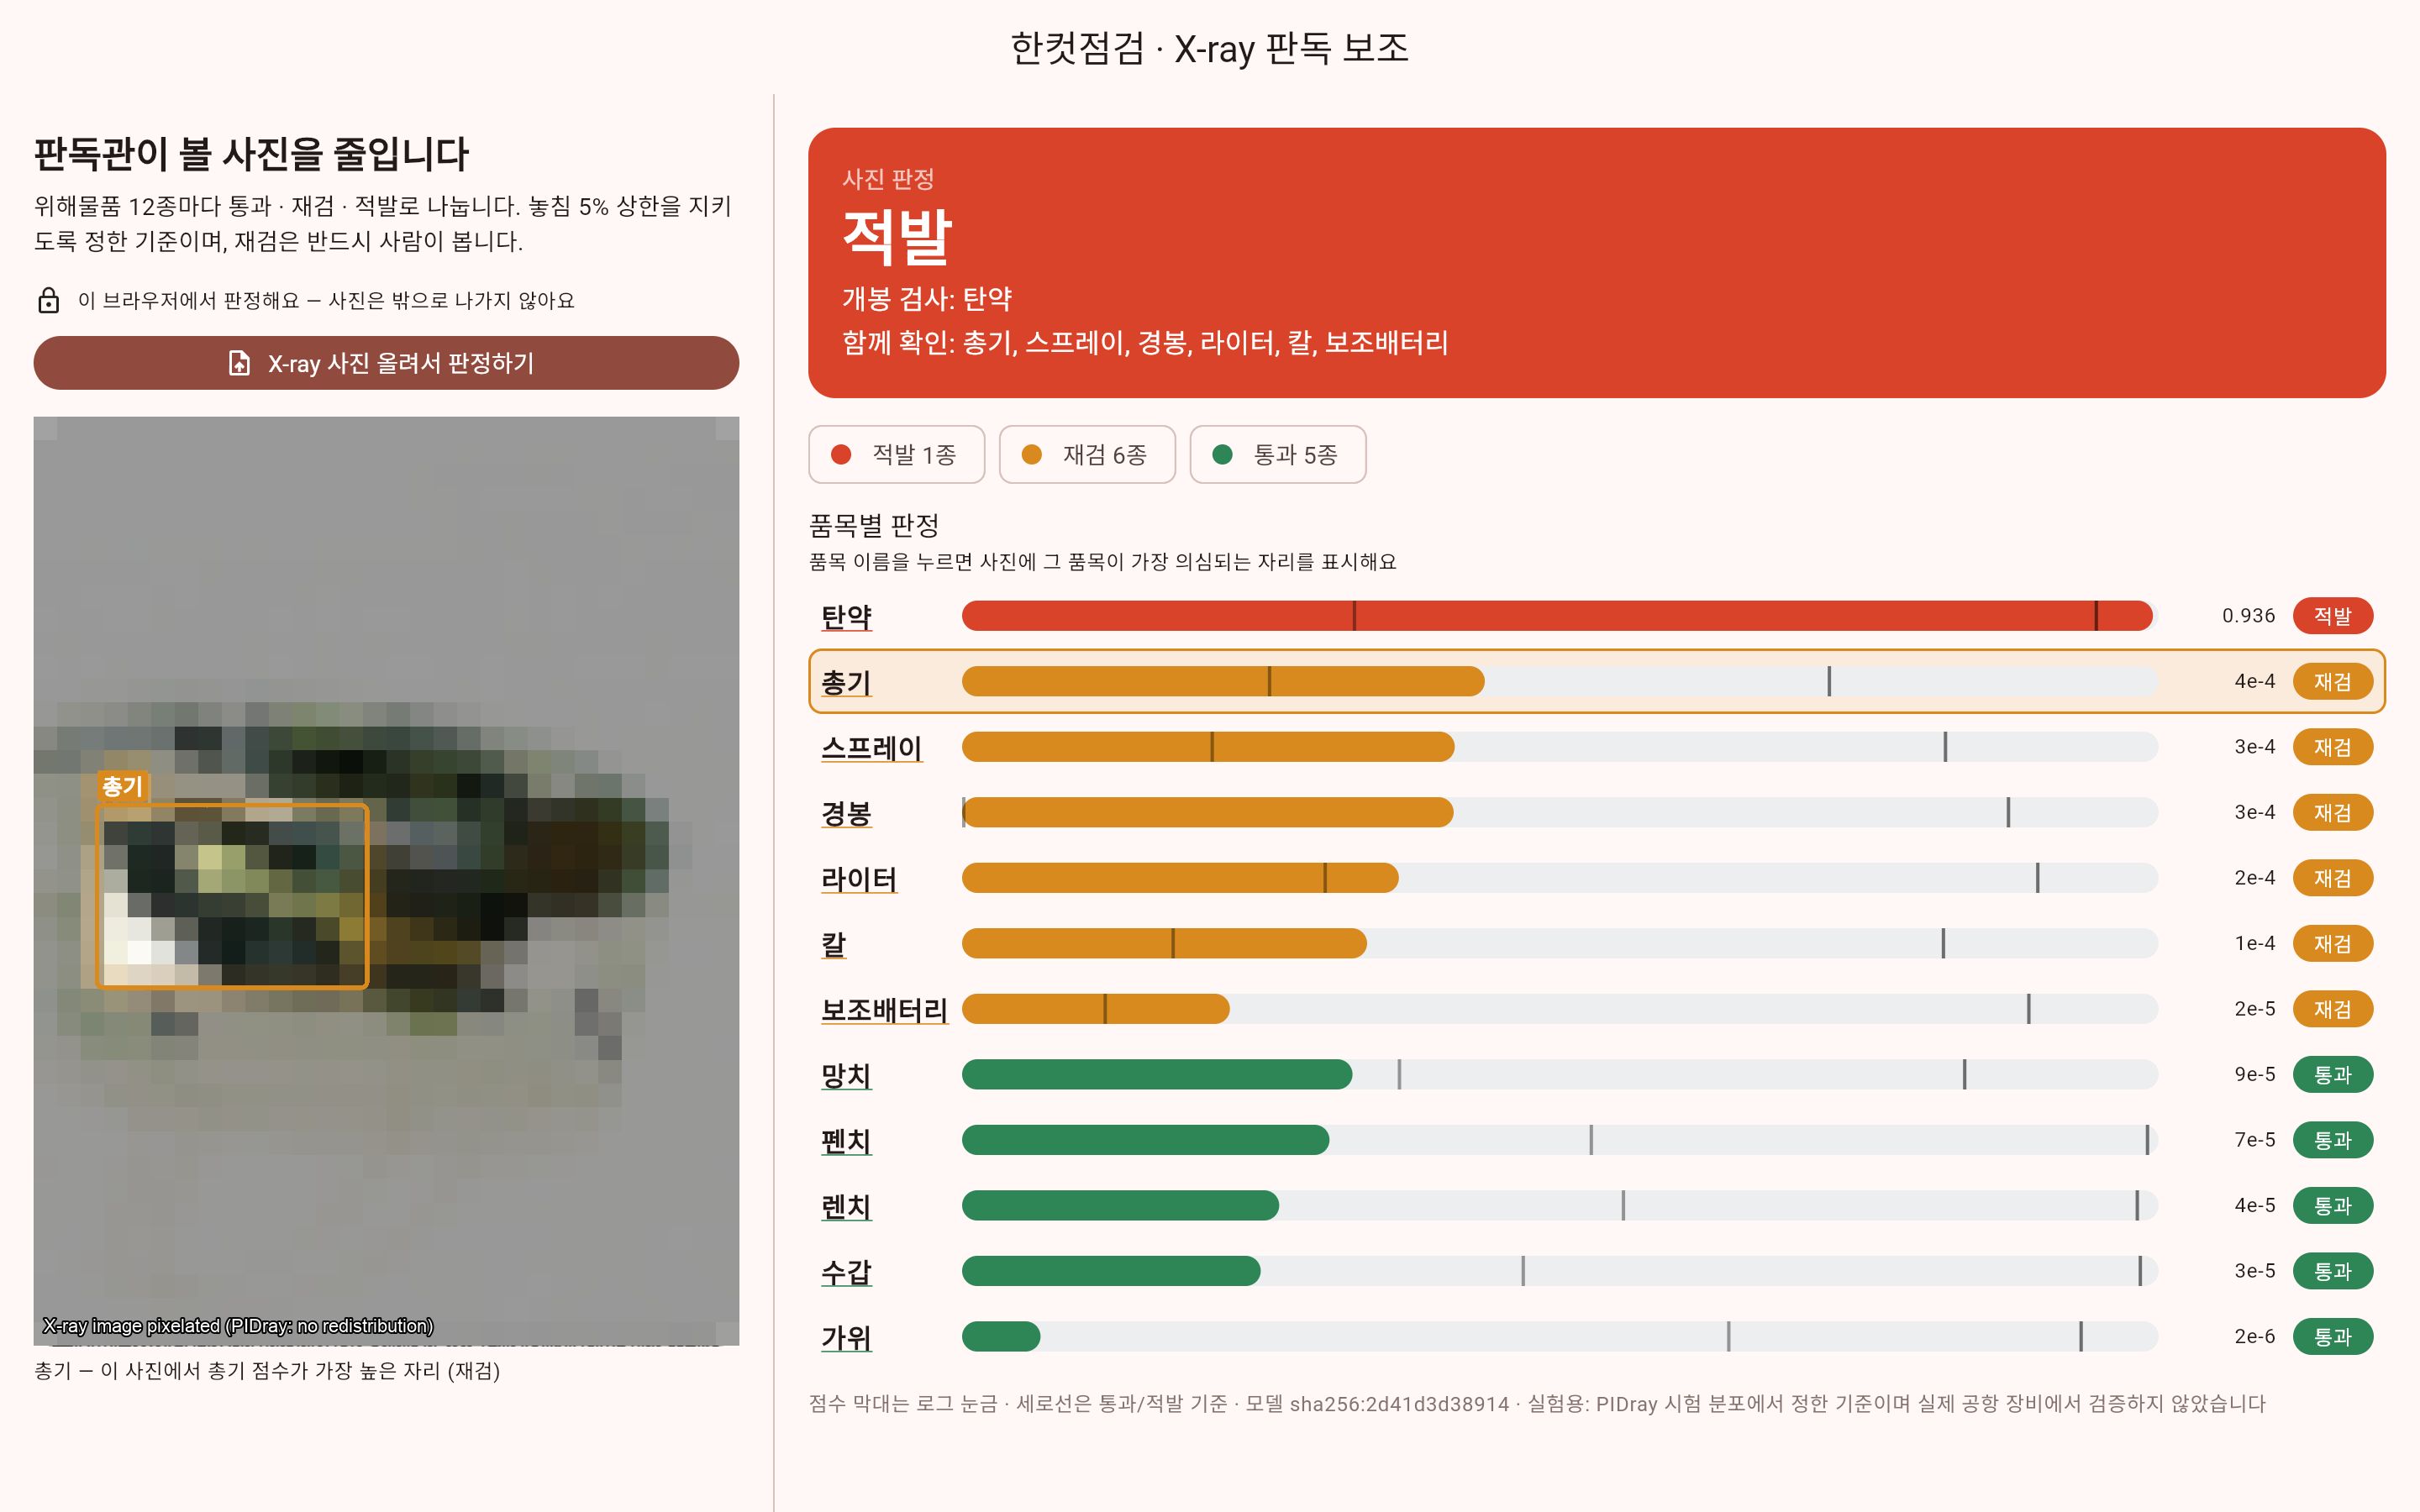 한컷점검 · X-ray 판독 보조
판독관이 볼 사진을 줄입니다
위해물품 12종마다 통과 · 재검 · 적발로 나눕니다. 놓침 5% 상한을 지키
도록 정한 기준이며, 재검은 반드시 사람이 봅니다.
이 브라우저에서 판정해요 — 사진은 밖으로 나가지 않아요
X-ray 사진 올려서 판정하기
총기
X-ray image pixelated (PIDray: no redistribution)
총기 — 이 사진에서 총기 점수가 가장 높은 자리 (재검)
사진 판정
적발
개봉 검사: 탄약
함께 확인: 총기, 스프레이, 경봉, 라이터, 칼, 보조배터리
적발 1종
재검 6종
통과 5종
품목별 판정
품목 이름을 누르면 사진에 그 품목이 가장 의심되는 자리를 표시해요
탄약 0.936 적발
총기 4e-4 재검
스프레이 3e-4 재검
경봉 3e-4 재검
라이터 2e-4 재검
칼 1e-4 재검
보조배터리 2e-5 재검
망치 9e-5 통과
펜치 7e-5 통과
렌치 4e-5 통과
수갑 3e-5 통과
가위 2e-6 통과
점수 막대는 로그 눈금 · 세로선은 통과/적발 기준 · 모델 sha256:2d41d3d38914 · 실험용: PIDray 시험 분포에서 정한 기준이며 실제 공항 장비에서 검증하지 않았습니다